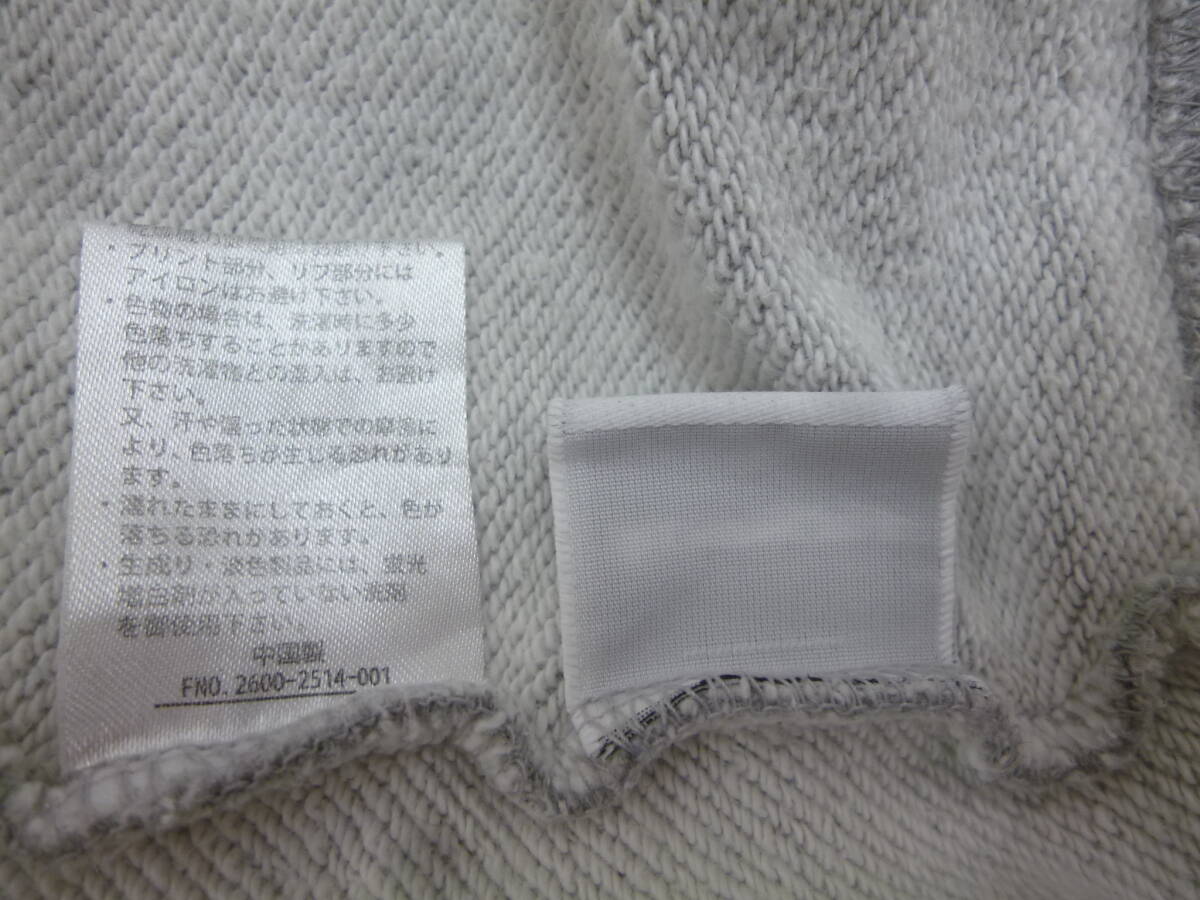 下さい。
・プリント部分、リブ部分には
アイロンはお避け下さい。
・色物の場合は、洗濯時に多少
色落ちすることがありますので
他の洗濯物との混入は、お避け
下さい。
又、汗や湿った状態での摩擦に
より、色落ちが生じる恐れがあり
ます。
・濡れたままにしておくと、色が
落ちる恐れがあります。
・生成り・淡色製品には、蛍光
増白剤が入っていない洗剤
を御使用下さい。
中国製
FNO. 2600-2514-001